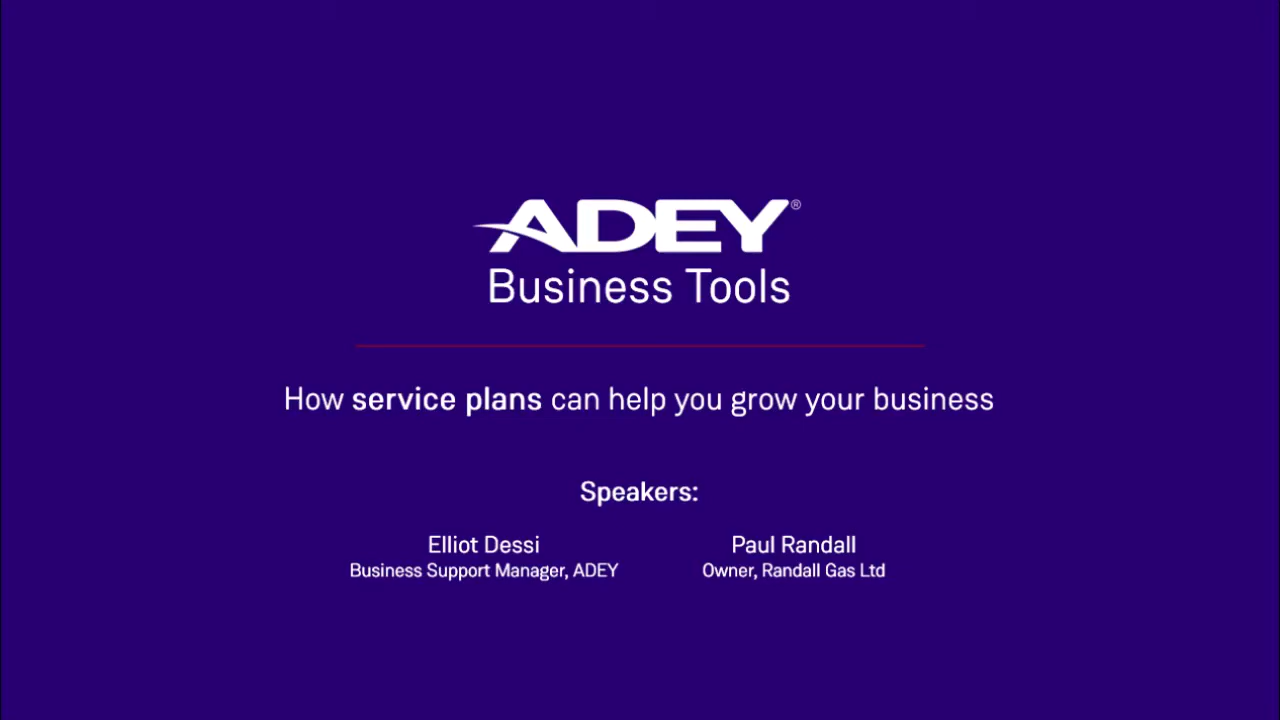 ADEY®
Business Tools
How service plans can help you grow your business
Speakers:
Elliot Dessi
Business Support Manager, ADEY
Paul Randall
Owner, Randall Gas Ltd